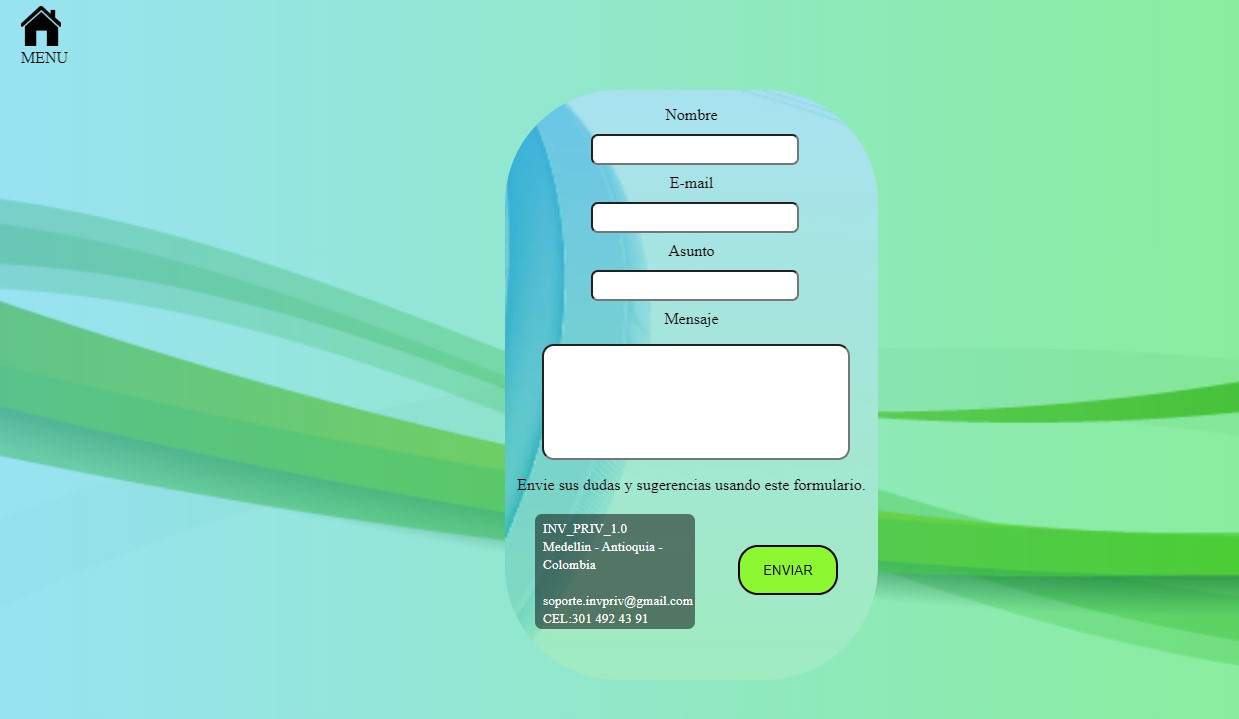 MENU
Nombre
E-mail
Asunto
Mensaje
Envie sus dudas y sugerencias usando este formulario.
INV_PRIV_1.0
Medellin - Antioquia -
Colombia
soporte.invpriv@gmail.com
CEL:301 492 43 91
ENVIAR